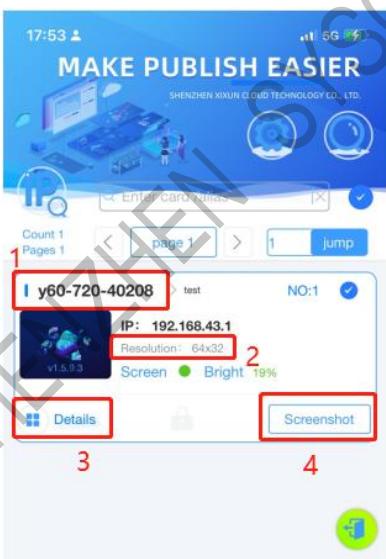 17:53
5G
MAKE PUBLISH EASIER
SHENZHEN XIXUN CLOUD TECHNOLOGY CO., LTD.
IP
Enter card alias
Count 1
Pages 1
page 1
1
jump
1
y60-720-40208
test
NO:1
IP: 192.168.43.1
Resolution: 64x32
2
v1.5.9.3
Screen
Bright 19%
Details
Screenshot
3
4